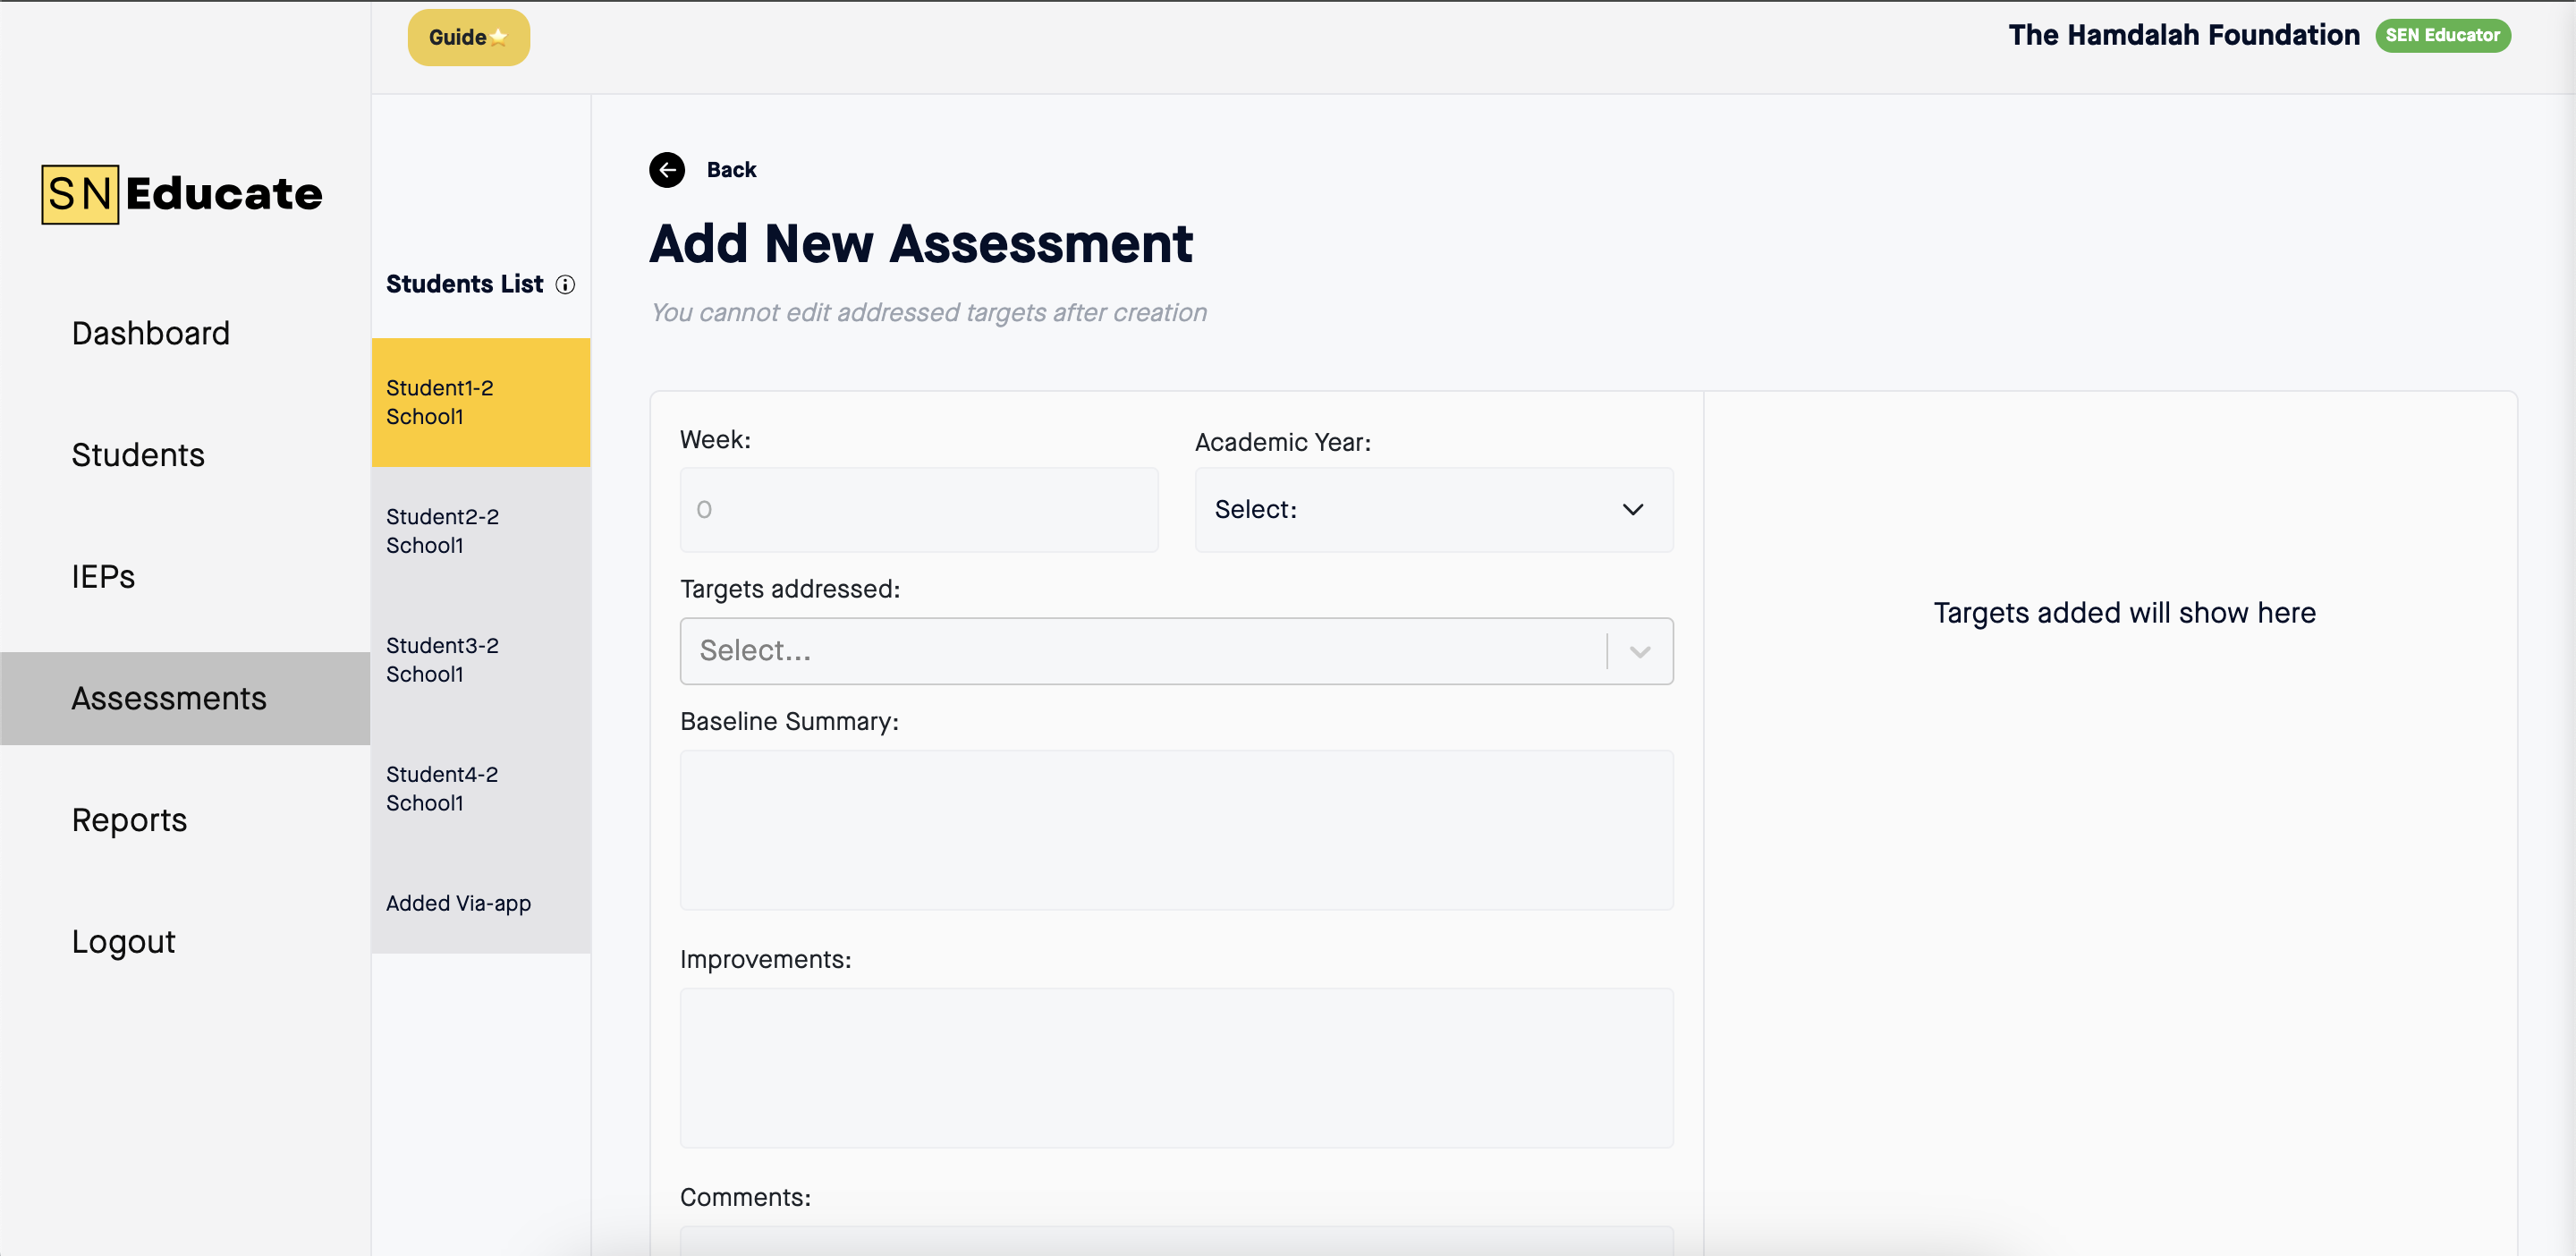 Guide
The Hamdalah Foundation
SEN Educator
SN Educate
Dashboard
Students
IEPs
Assessments
Reports
Logout
Students List
Student1-2
School1
Student2-2
School1
Student3-2
School1
Student4-2
School1
Added Via-app
Back
Add New Assessment
You cannot edit addressed targets after creation
Week:
0
Academic Year:
Select:
Targets addressed:
Select...
Baseline Summary:
Improvements:
Comments:
Targets added will show here